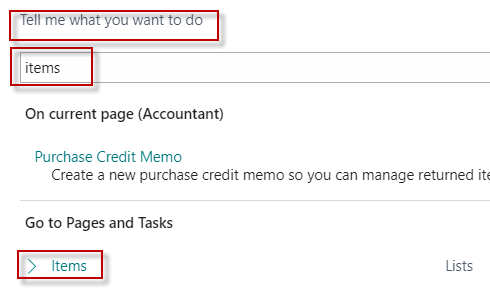 Tell me what you want to do
items
On current page (Accountant)
Purchase Credit Memo
Create a new purchase credit memo so you can manage returned ite
Go to Pages and Tasks
Items Lists